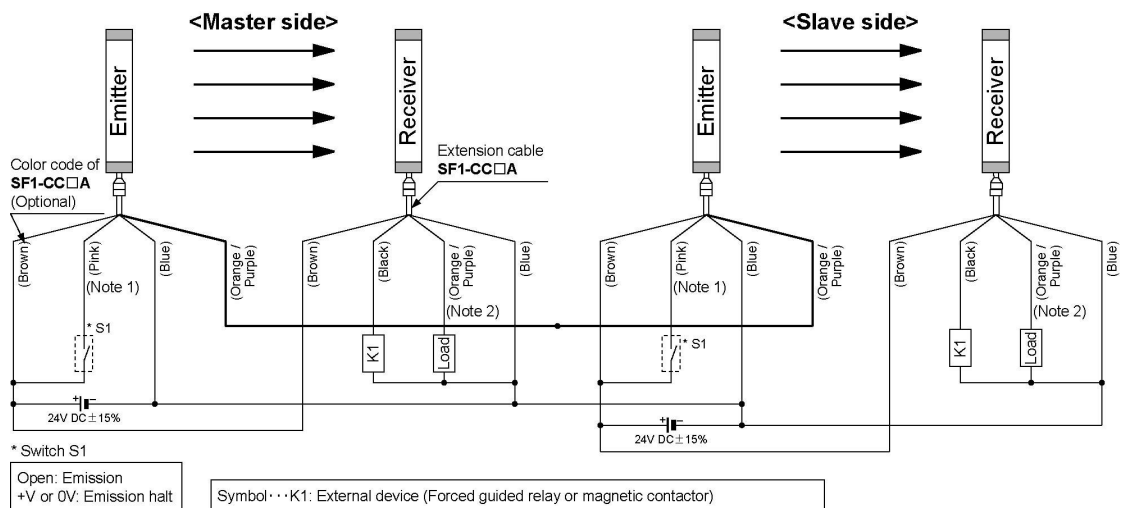 <Master side>
<Slave side>
Emitter
Receiver
Emitter
Receiver
Color code of
SF1-CC□A
(Optional)
Extension cable
SF1-CC□A
(Brown)
(Pink)
(Blue)
(Orange /
Purple)
(Brown)
(Black)
(Orange /
Purple)
(Blue)
(Brown)
(Pink)
(Blue)
(Orange /
Purple)
(Brown)
(Black)
(Orange /
Purple)
(Blue)
(Note 1)
(Note 2)
(Note 1)
(Note 2)
* S1
K1
Load
* S1
K1
Load
+ −
24V DC±15%
+ −
24V DC±15%
* Switch S1
Open: Emission
+V or 0V: Emission halt
Symbol···K1: External device (Forced guided relay or magnetic contactor)